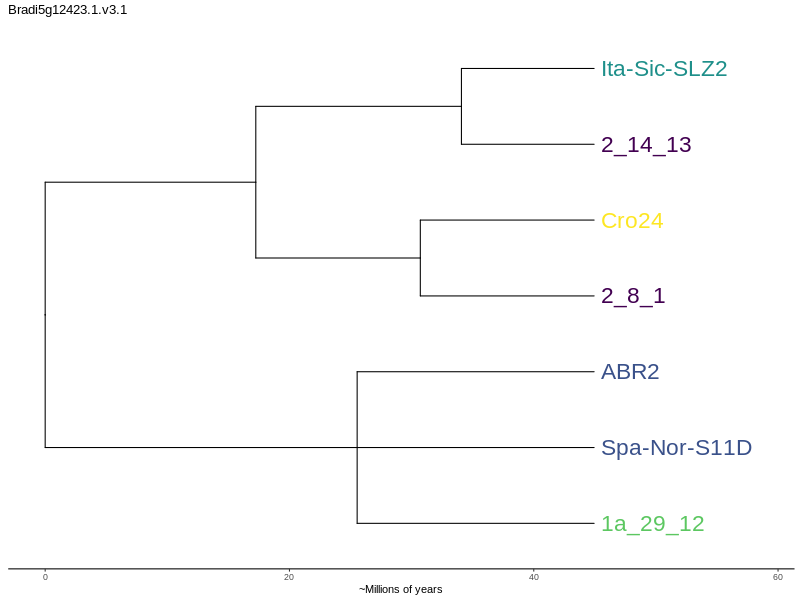 Bradi5g12423.1.v3.1
Ita-Sic-SLZ2
2_14_13
Cro24
2_8_1
ABR2
Spa-Nor-S11D
1a_29_12
0 20 40 60
~Millions of years